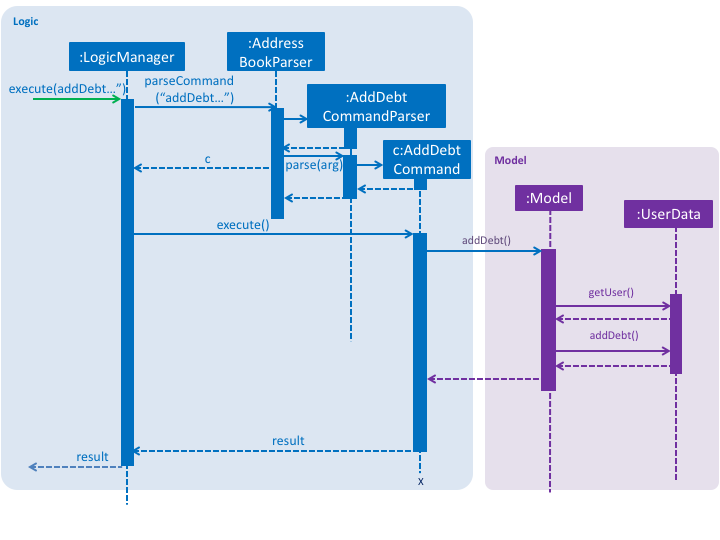 Logic
:LogicManager
:Address
BookParser
execute(addDebt…”)
parseCommand
(“addDebt…”)
:AddDebt
CommandParser
c:AddDebt
Command
c
parse(arg)
execute()
Model
:Model
:UserData
addDebt()
getUser()
addDebt()
result
result
x